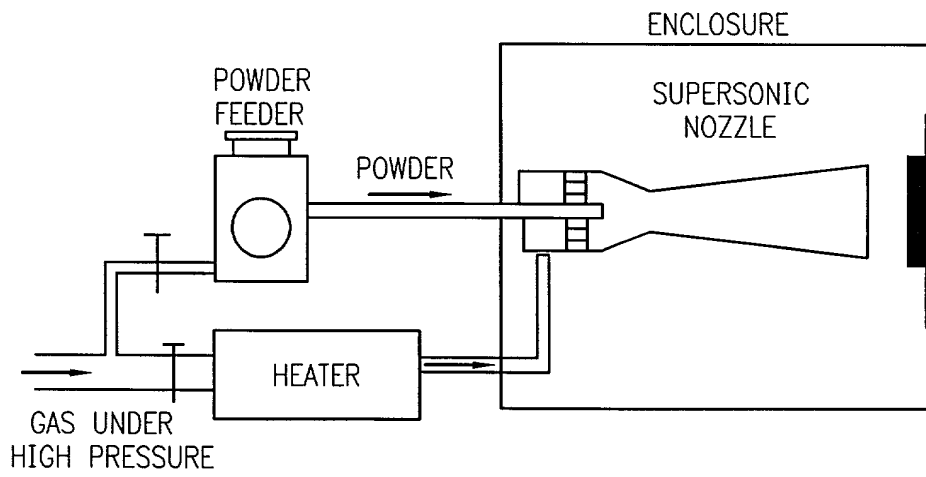 ENCLOSURE
POWDER
FEEDER
SUPERSONIC
NOZZLE
POWDER
HEATER
GAS UNDER
HIGH PRESSURE